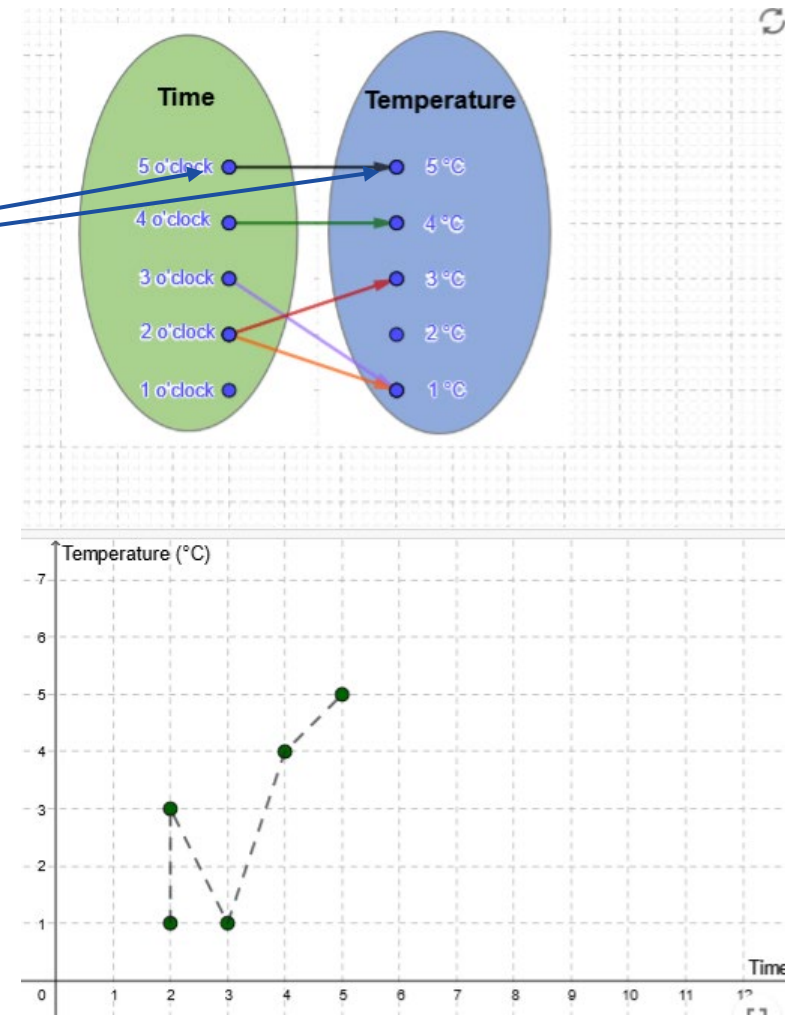 Time
Temperature
5 o'clock 5 °C
4 o'clock 4 °C
3 o'clock 3 °C
2 o'clock 2 °C
1 o'clock 1 °C
Temperature (°C)
7
6
5
4
3
2
1
Time
0 1 2 3 4 5 6 7 8 9 10 11